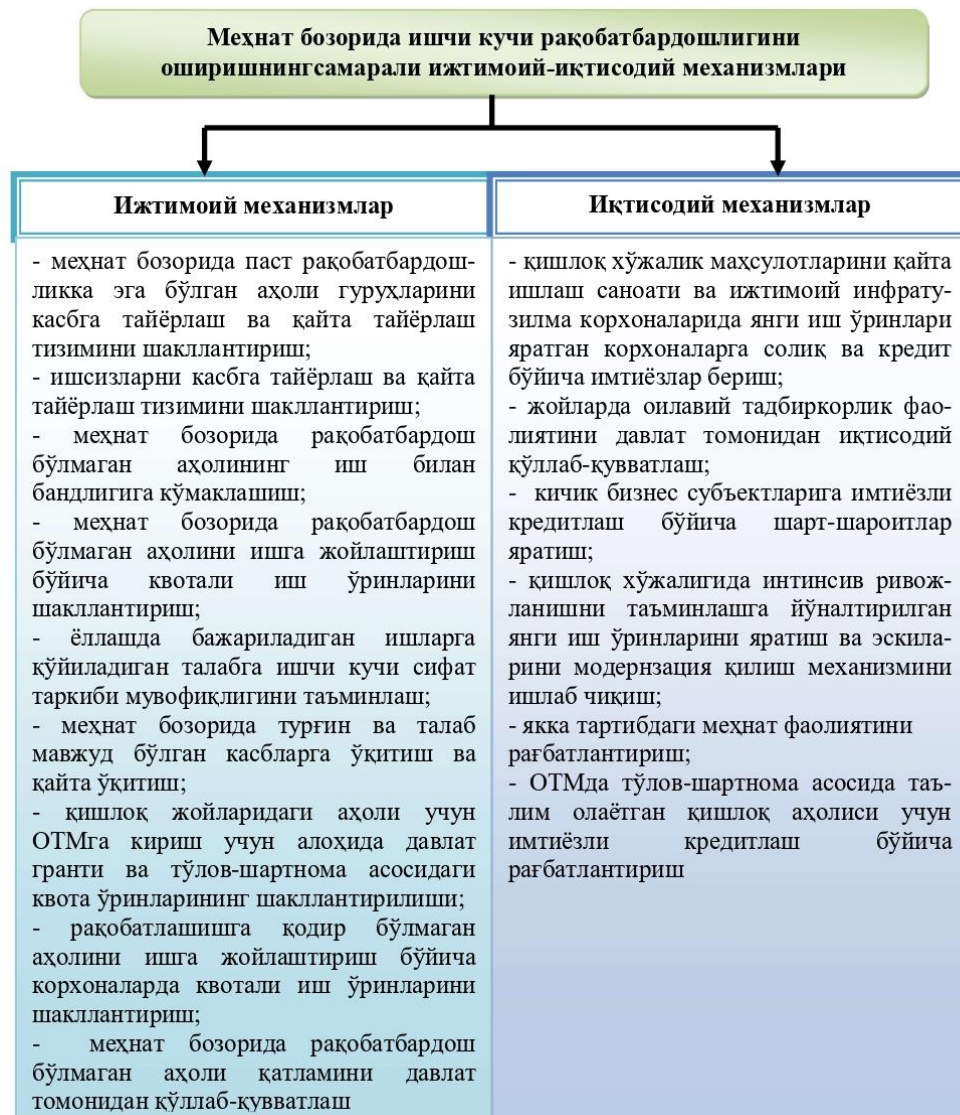 Меҳнат бозорида ишчи кучи рақобатбардошлигини
оширишнингсамарали ижтимоий-иқтисодий механизмлари
Ижтимоий механизмлар
- меҳнат бозорида паст рақобатбардош-
ликка эга бўлган аҳоли гуруҳларини
касбга тайёрлаш ва қайта тайёрлаш
тизимини шакллантириш;
- ишсизларни касбга тайёрлаш ва қайта
тайёрлаш тизимини шакллантириш;
- меҳнат бозорида рақобатбардош
бўлмаган аҳолининг иш билан
бандлигига кўмаклашиш;
- меҳнат бозорида рақобатбардош
бўлмаган аҳолини ишга жойлаштириш
бўйича квотали иш ўринларини
шакллантириш;
- ёллашда бажариладиган ишларга
қўйиладиган талабга ишчи кучи сифат
таркиби мувофиқлигини таъминлаш;
- меҳнат бозорида турғин ва талаб
мавжуд бўлган касбларга ўқитиш ва
қайта ўқитиш;
- қишлоқ жойларидаги аҳоли учун
ОТМга кириш учун алоҳида давлат
гранти ва тўлов-шартнома асосидаги
квота ўринларининг шакллантирилиши;
- рақобатлашишга қодир бўлмаган
аҳолини ишга жойлаштириш бўйича
корхоналарда квотали иш ўринларини
шакллантириш;
- меҳнат бозорида рақобатбардош
бўлмаган аҳоли қатламини давлат
томонидан қўллаб-қувватлаш
Иқтисодий механизмлар
- қишлоқ хўжалик маҳсулотларини қайта
ишлаш саноати ва ижтимоий инфрату-
зилма корхоналарида янги иш ўринлари
яратган корхоналарга солиқ ва кредит
бўйича имтиёзлар бериш;
- жойларда оилавий тадбиркорлик фао-
лиятини давлат томонидан иқтисодий
қўллаб-қувватлаш;
- кичик бизнес субъектларига имтиёзли
кредитлаш бўйича шарт-шароитлар
яратиш;
- қишлоқ хўжалигида интинсив ривож-
ланишни таъминлашга йўналтирилган
янги иш ўринларини яратиш ва эскила-
рини модернзация қилиш механизмини
ишлаб чиқиш;
- якка тартибдаги меҳнат фаолиятини
рағбатлантириш;
- ОТМда тўлов-шартнома асосида таъ-
лим олаётган қишлоқ аҳолиси учун
имтиёзли кредитлаш бўйича
рағбатлантириш